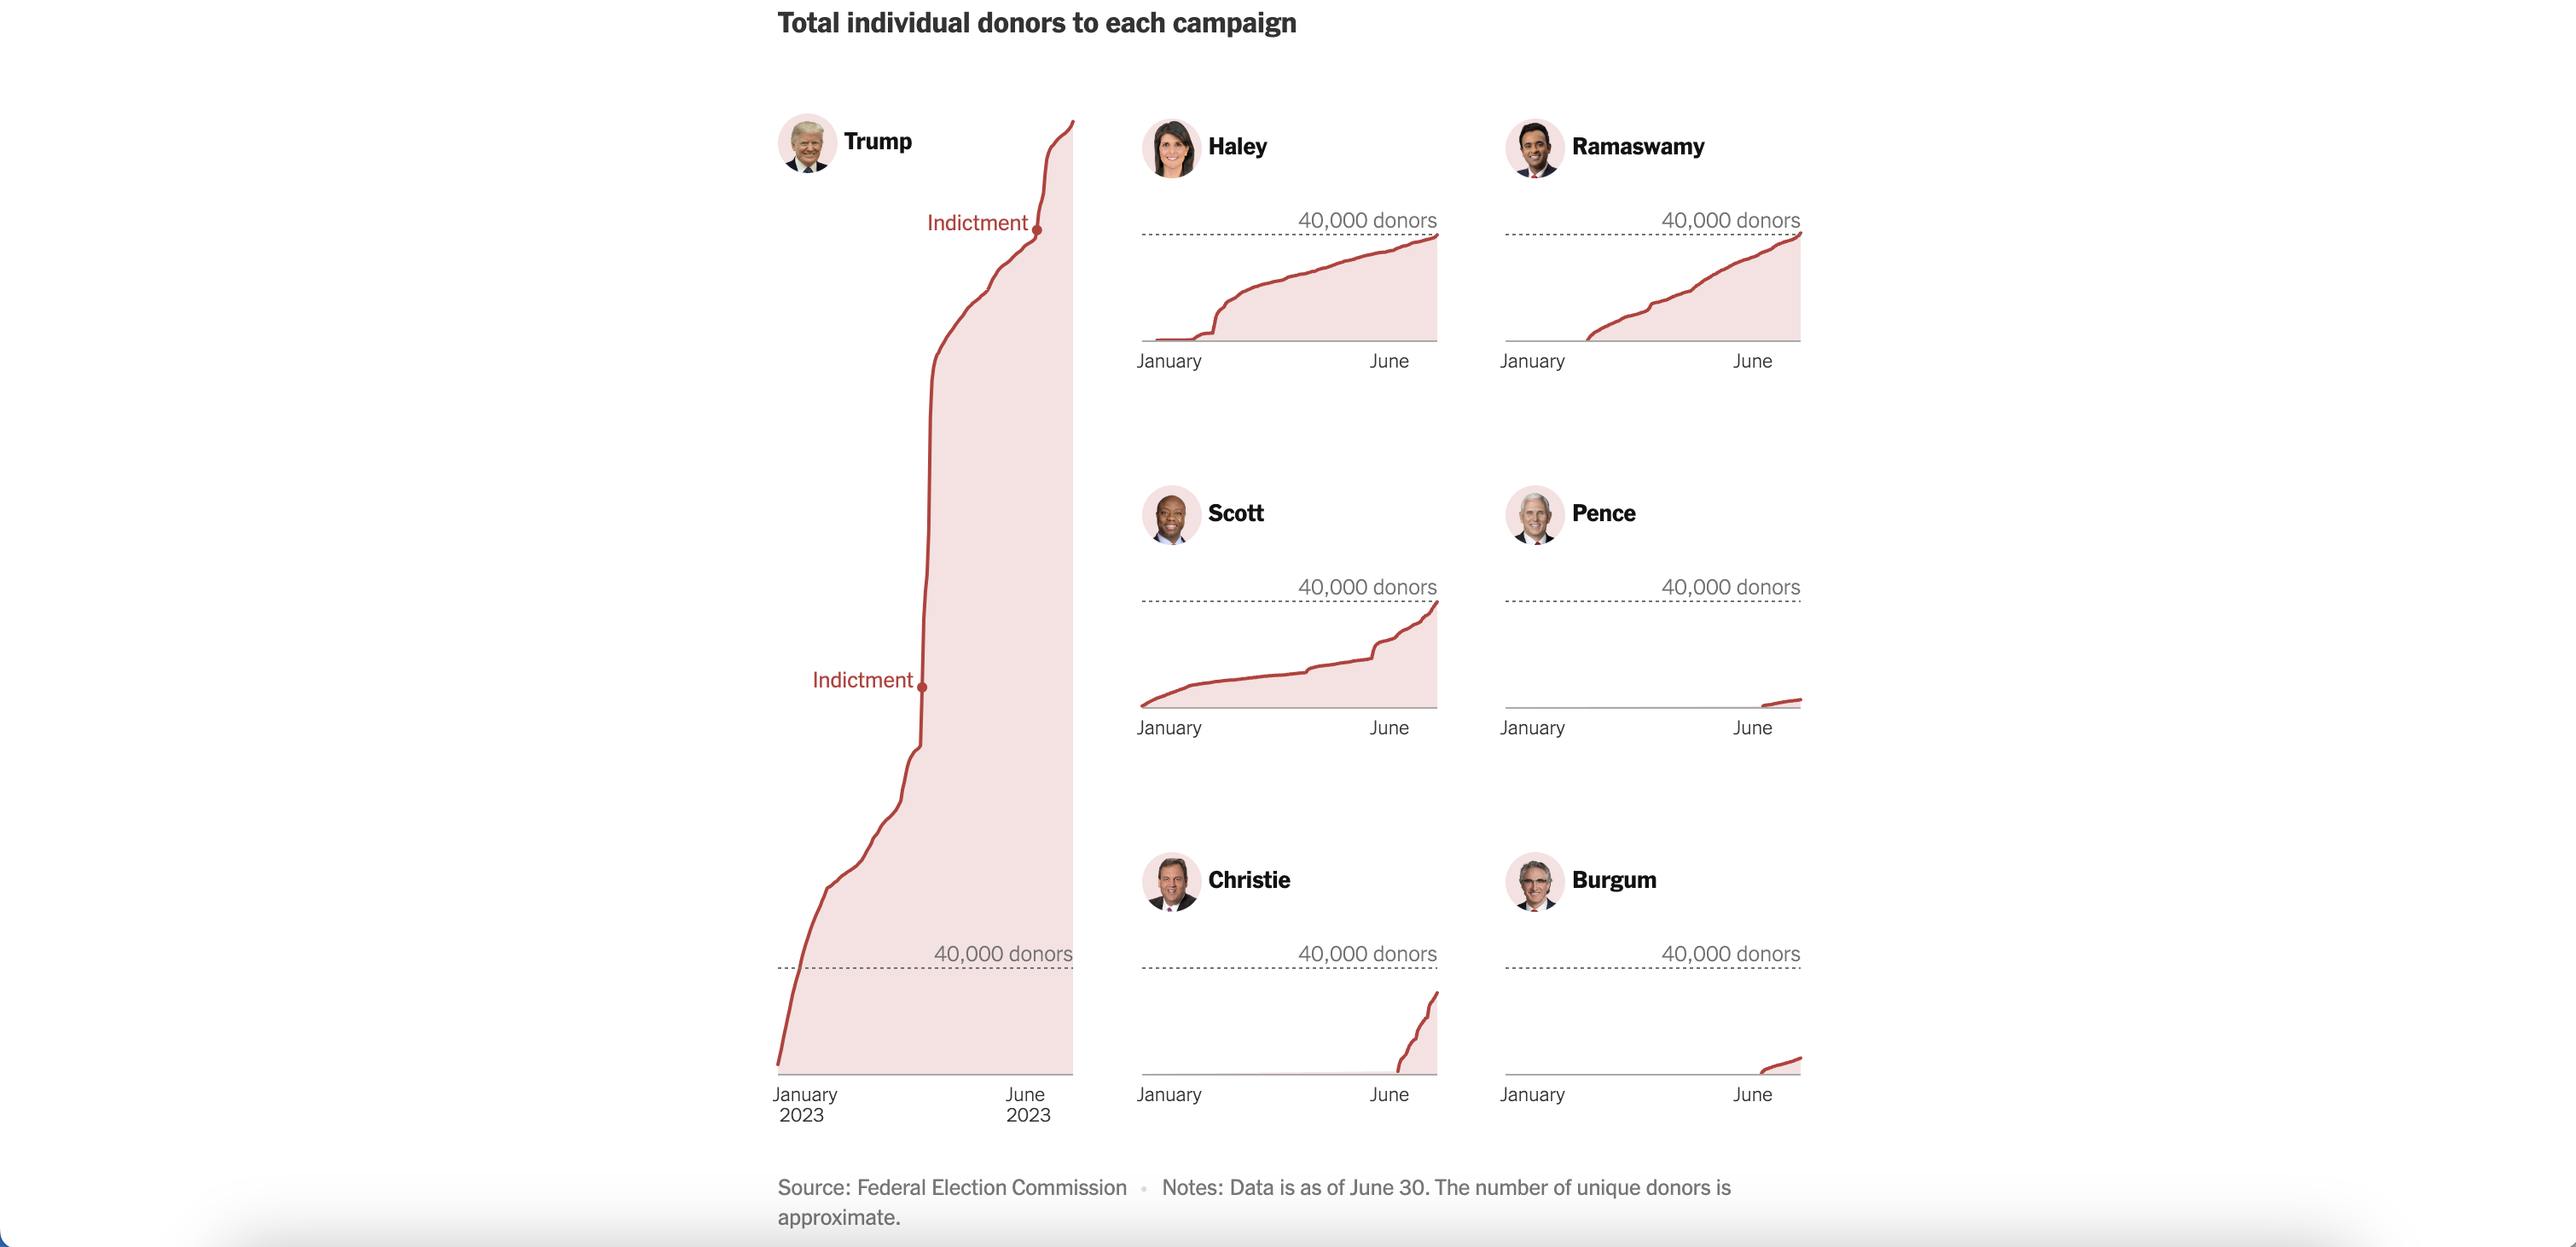 Total individual donors to each campaign
Trump
Indictment
Indictment
40,000 donors
January
2023
June
2023
Haley
40,000 donors
January
June
Ramaswamy
40,000 donors
January
June
Scott
40,000 donors
January
June
Pence
40,000 donors
January
June
Christie
40,000 donors
January
June
Burgum
40,000 donors
January
June
Source: Federal Election Commission • Notes: Data is as of June 30. The number of unique donors is
approximate.